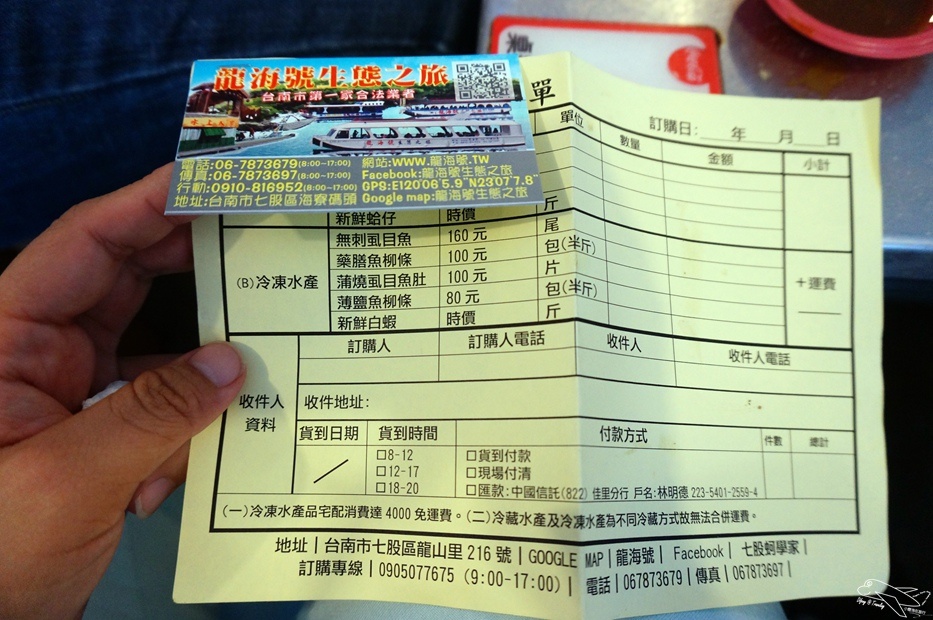 龍海號生態之旅
台南市第一家合法業者
電話:06-7873679(8:00~17:00) 網站:WWW.龍海號.TW
傳真:06-7873697(8:00~17:00) Facebook:龍海號生態之旅
行動:0910-816952(8:00~17:00) GPS:E120°06'5.9" N23°07'7.8"
地址:台南市七股區海寮碼頭 Google map:龍海號生態之旅
單
訂購日: 年 月 日
單位 數量 金額 小計
斤
新鮮蛤仔 時價
尾
(B)冷凍水產
無刺虱目魚 160元 包(半斤)
藥膳魚柳條 100元 片
蒲燒虱目魚肚 100元 包(半斤)
薄鹽魚柳條 80元 斤
新鮮白蝦 時價
+運費
訂購人 訂購人電話 收件人 收件人電話
收件人
資料
收件地址:
貨到日期 貨到時間 付款方式 件數 總計
□8-12 □貨到付款
□12-17 □現場付清
□18-20 □匯款:中國信託(822) 佳里分行 戶名:林明德 223-5401-2559-4
(一)冷凍水產品宅配消費達 4000 免運費。(二)冷藏水產及冷凍水產為不同冷藏方式故無法合併運費。
地址|台南市七股區龍山里 216 號|GOOGLE MAP|龍海號| Facebook| 七股蚵學家|
訂購專線|0905077675 (9:00-17:00)| 電話|067873679|傳真|067873697|